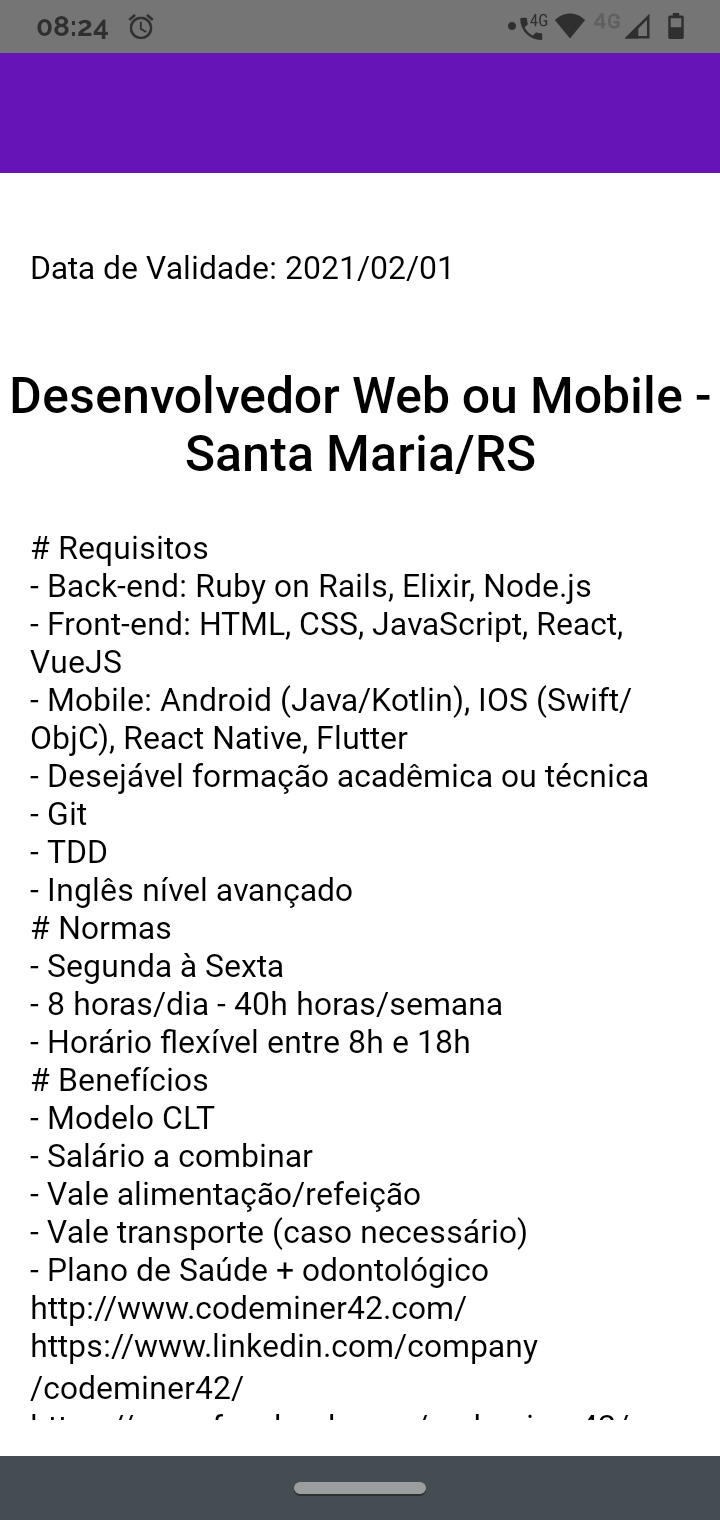 08:24
4G
4G
Data de Validade: 2021/02/01
Desenvolvedor Web ou Mobile -
Santa Maria/RS
# Requisitos
- Back-end: Ruby on Rails, Elixir, Node.js
- Front-end: HTML, CSS, JavaScript, React,
VueJS
- Mobile: Android (Java/Kotlin), IOS (Swift/
ObjC), React Native, Flutter
- Desejável formação acadêmica ou técnica
- Git
- TDD
- Inglês nível avançado
# Normas
- Segunda à Sexta
- 8 horas/dia - 40h horas/semana
- Horário flexível entre 8h e 18h
# Benefícios
- Modelo CLT
- Salário a combinar
- Vale alimentação/refeição
- Vale transporte (caso necessário)
- Plano de Saúde + odontológico
http://www.codeminer42.com/
https://www.linkedin.com/company
/codeminer42/